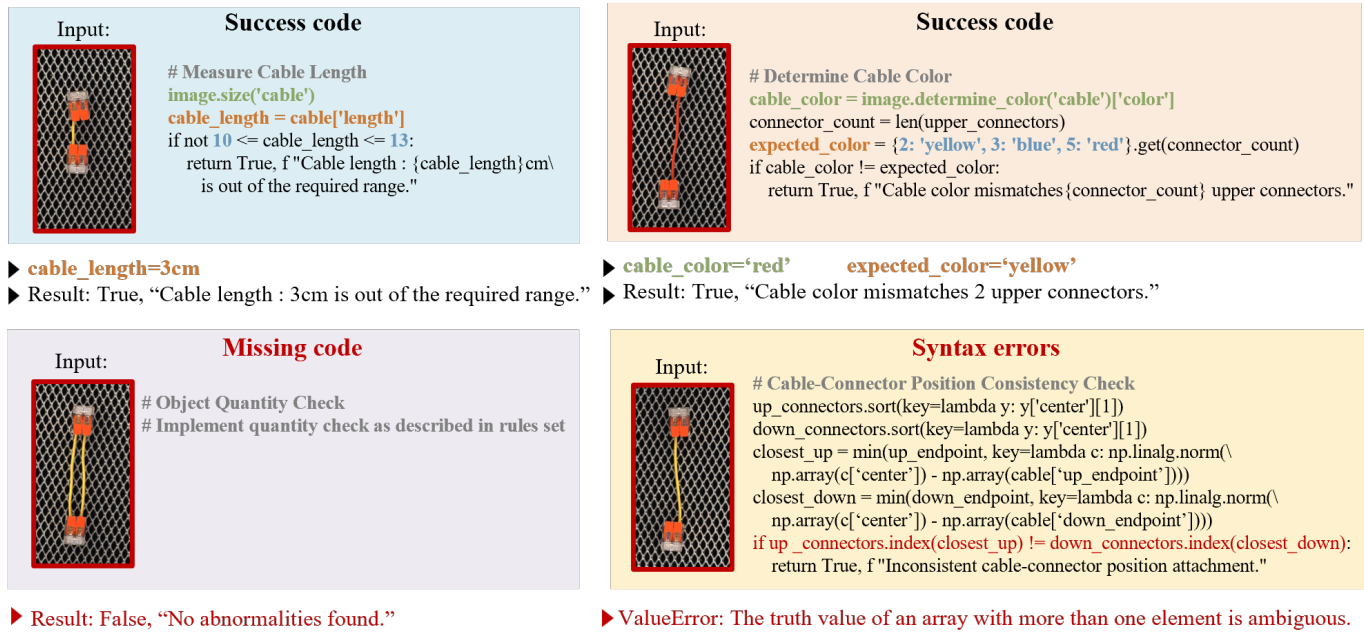 Success code
Input:
# Measure Cable Length
image.size('cable')
cable_length = cable['length']
if not 10 <= cable_length <= 13:
return True, f "Cable length : {cable_length}cm\
is out of the required range."
▶ cable_length=3cm
▶ Result: True, “Cable length : 3cm is out of the required range.”
Success code
Input:
# Determine Cable Color
cable_color = image.determine_color('cable')['color']
connector_count = len(upper_connectors)
expected_color = {2: 'yellow', 3: 'blue', 5: 'red'}.get(connector_count)
if cable_color != expected_color:
return True, f "Cable color mismatches{connector_count} upper connectors."
▶ cable_color=‘red’ expected_color=‘yellow’
▶ Result: True, “Cable color mismatches 2 upper connectors.”
Missing code
Input:
# Object Quantity Check
# Implement quantity check as described in rules set
▶ Result: False, “No abnormalities found.”
Syntax errors
Input:
# Cable-Connector Position Consistency Check
up_connectors.sort(key=lambda y: y['center'][1])
down_connectors.sort(key=lambda y: y['center'][1])
closest_up = min(up_endpoint, key=lambda c: np.linalg.norm(\
np.array(c[‘center’]) - np.array(cable[‘up_endpoint’])))
closest_down = min(down_endpoint, key=lambda c: np.linalg.norm(\
np.array(c[‘center’]) - np.array(cable[‘down_endpoint’])))
if up _connectors.index(closest_up) != down_connectors.index(closest_down):
return True, f "Inconsistent cable-connector position attachment."
▶ ValueError: The truth value of an array with more than one element is ambiguous.